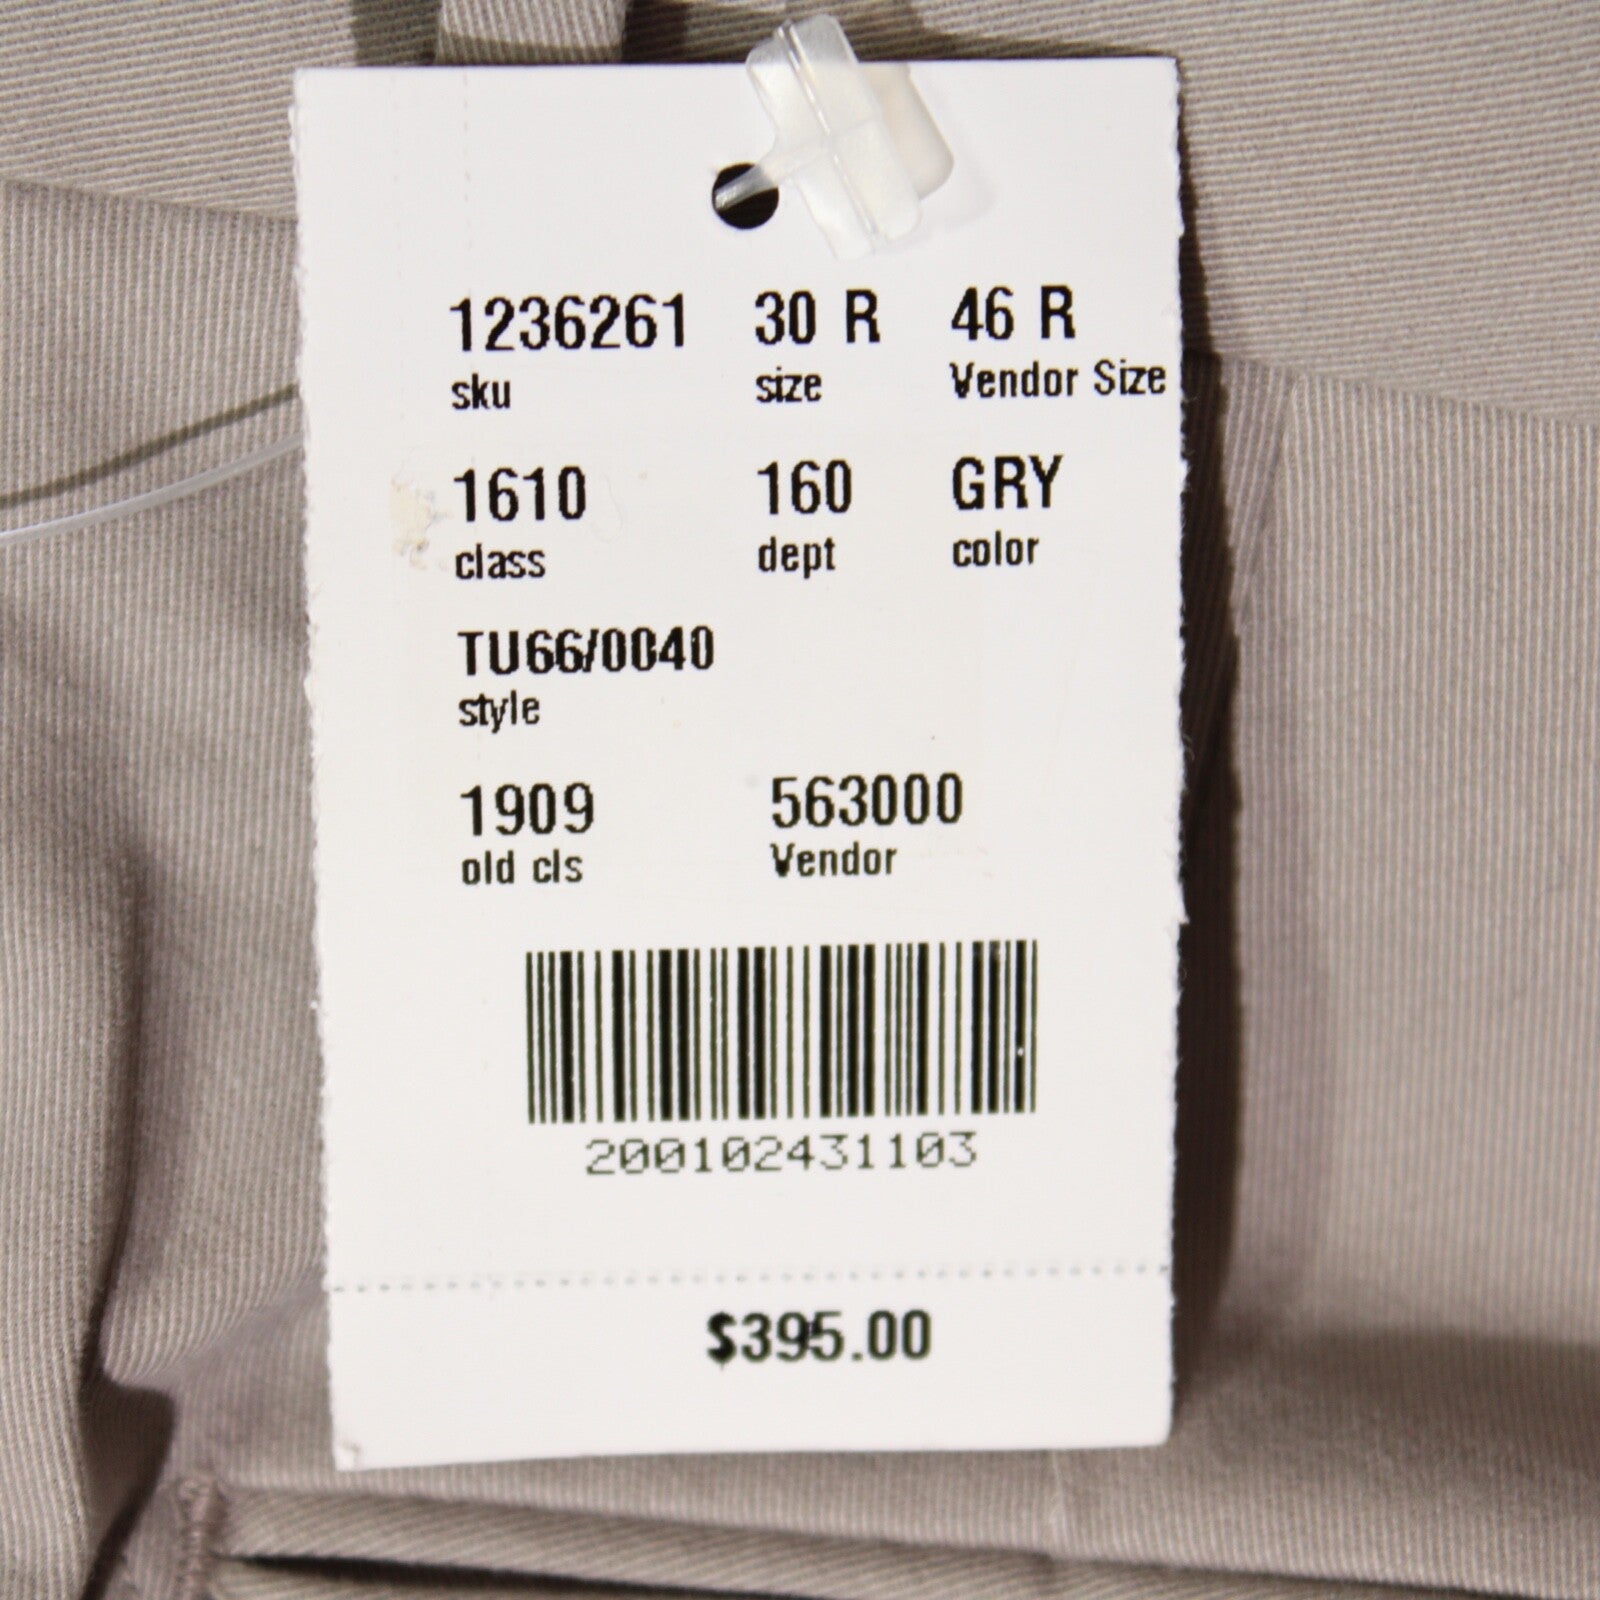 1236261 30 R 46 R
sku size Vendor Size
1610 160 GRY
class dept color
TU66/0040
style
1909 563000
old cls Vendor
200102431103
$395.00